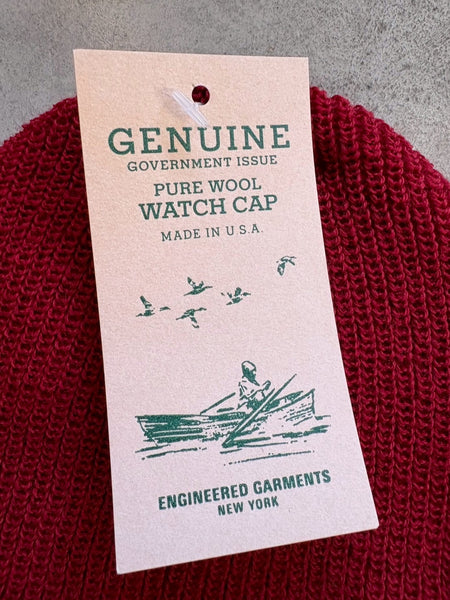 GENUINE
GOVERNMENT ISSUE
PURE WOOL
WATCH CAP
MADE IN U.S.A.
ENGINEERED GARMENTS
NEW YORK